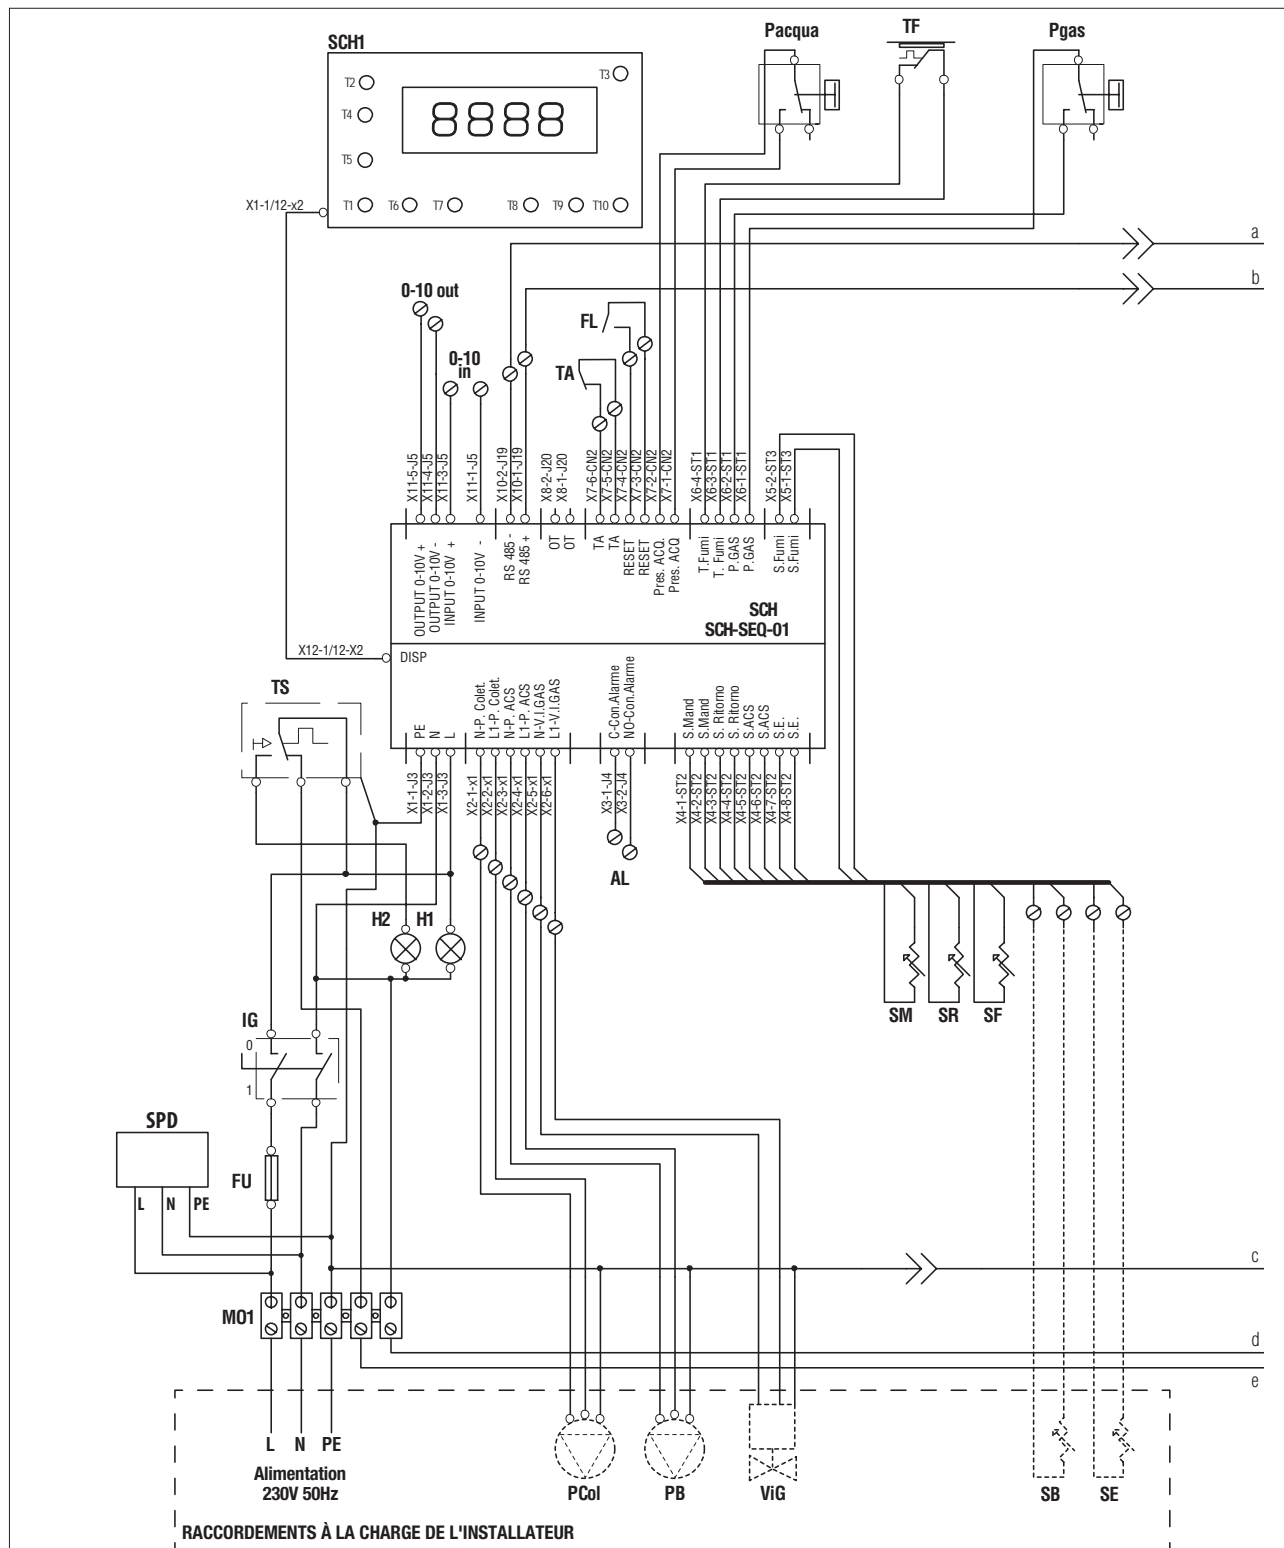 Pacqua
TF
Pgas
SCH1
T2
T3
T4
T5
X1-1/12-x2
T1
T6
T7
T8
T9
T10
a
b
0-10 out
0-10
in
FL
TA
X11-5-J5
X11-4-J5
X11-3-J5
X11-1-J5
X10-2-J19
X10-1-J19
X8-2-J20
X8-1-J20
X7-6-CN2
X7-5-CN2
X7-4-CN2
X7-3-CN2
X7-2-CN2
X7-1-CN2
X6-4-ST1
X6-3-ST1
X6-2-ST1
X6-1-ST1
X5-2-ST3
X5-1-ST3
OUTPUT 0-10V +
OUTPUT 0-10V -
INPUT 0-10V +
INPUT 0-10V -
RS 485 -
RS 485 +
OT
OT
TA
TA
RESET
RESET
Pres. ACQ.
Pres. ACQ
T.Fumi
T. Fumi
P.GAS
P.GAS
S.Fumi
S.Fumi
SCH
SCH-SEQ-01
X12-1/12-X2
DISP
TS
PE
N
L
N-P. Colet.
L1-P. Colet.
N-P. ACS
L1-P. ACS
N-V.I.GAS
L1-V.I.GAS
C-Con.Alarme
NO-Con.Alarme
S.Mand
S.Mand
S. Ritorno
S. Ritorno
S.ACS
S.ACS
S.E.
S.E.
X1-1-J3
X1-2-J3
X1-3-J3
X2-1-x1
X2-2-x1
X2-3-x1
X2-4-x1
X2-5-x1
X2-6-x1
X3-1-J4
X3-2-J4
X4-1-ST2
X4-2-ST2
X4-3-ST2
X4-4-ST2
X4-5-ST2
X4-6-ST2
X4-7-ST2
X4-8-ST2
AL
H2
H1
SM
SR
SF
IG
0
1
SPD
FU
L
N
PE
c
MO1
d
e
L
N
PE
Alimentation
230V 50Hz
PCol
PB
ViG
SB
SE
RACCORDEMENTS À LA CHARGE DE L'INSTALLATEUR